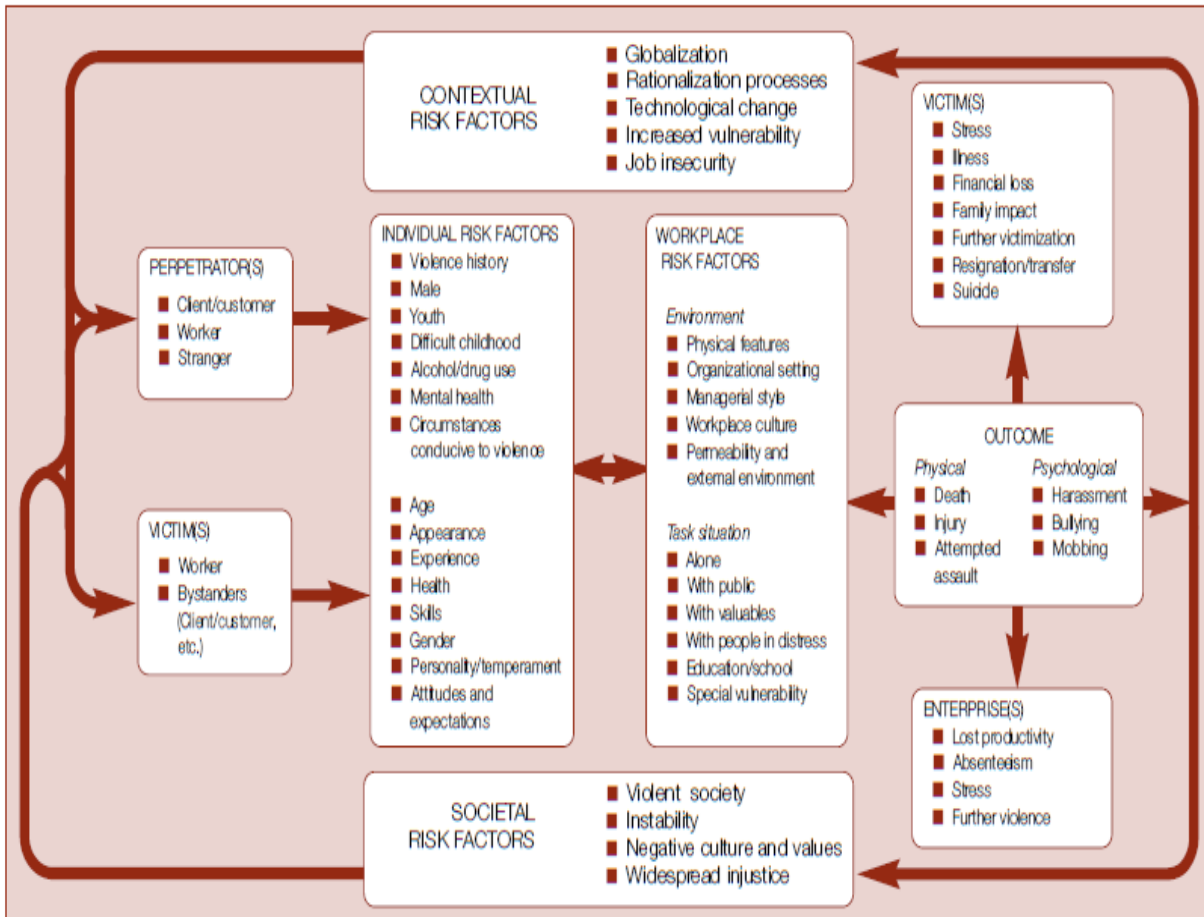 CONTEXTUAL
RISK FACTORS
Globalization
Rationalization processes
Technological change
Increased vulnerability
Job insecurity
PERPETRATOR(S)
Client/customer
Worker
Stranger
VICTIM(S)
Worker
Bystanders
(Client/customer,
etc.)
INDIVIDUAL RISK FACTORS
Violence history
Male
Youth
Difficult childhood
Alcohol/drug use
Mental health
Circumstances
conducive to violence
Age
Appearance
Experience
Health
Skills
Gender
Personality/temperament
Attitudes and
expectations
WORKPLACE
RISK FACTORS
Environment
Physical features
Organizational setting
Managerial style
Workplace culture
Permeability and
external environment
Task situation
Alone
With public
With valuables
With people in distress
Education/school
Special vulnerability
VICTIM(S)
Stress
Illness
Financial loss
Family impact
Further victimization
Resignation/transfer
Suicide
OUTCOME
Physical
Death
Injury
Attempted
assault
Psychological
Harassment
Bullying
Mobbing
ENTERPRISE(S)
Lost productivity
Absenteeism
Stress
Further violence
SOCIETAL
RISK FACTORS
Violent society
Instability
Negative culture and values
Widespread injustice